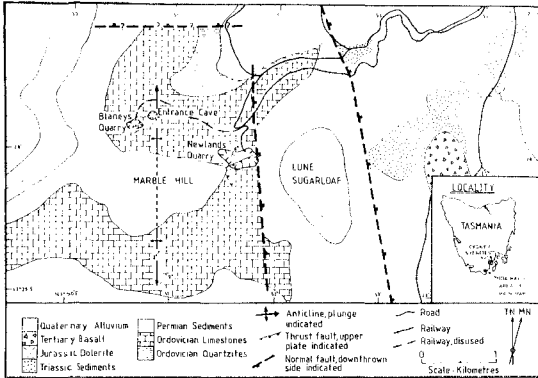 Blaneys
Quarry
Entrance Cave
Newlands
Quarry
MARBLE HILL
LUNE
SUGARLOAF
LOCALITY
TASMANIA
Quaternary Alluvium
Tertiary Basalt
Jurassic Dolerite
Triassic Sediments
Permian Sediments
Ordovician Limestones
Ordovician Quartzites
Anticline, plunge
indicated
Thrust fault, upper
plate indicated
Normal fault, downthrown
side indicated
Road
Railway
Railway, disused
Scale - Kilometres
TN MN